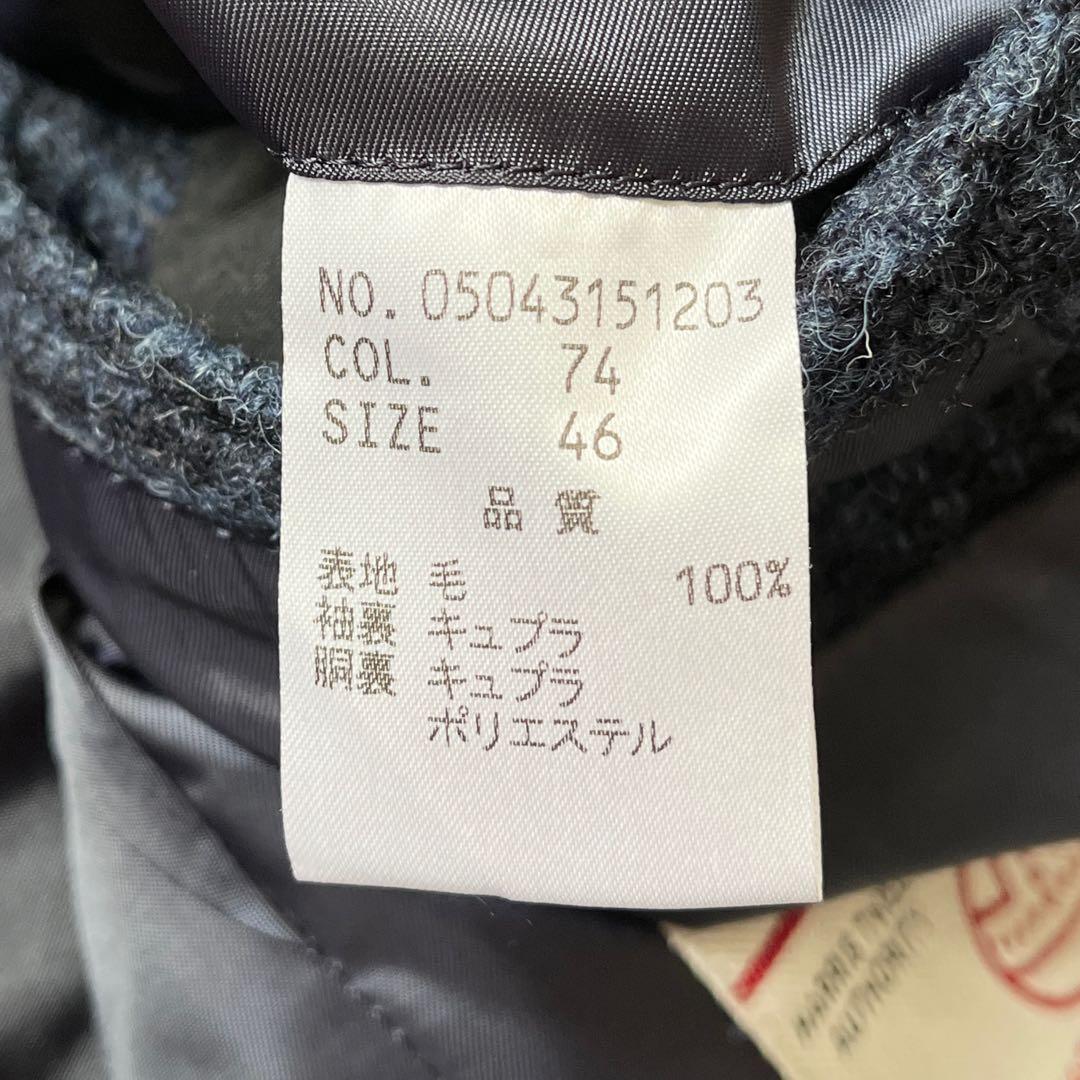 NO. 05043151203
COL. 74
SIZE 46
品質
表地 毛 100%
袖裏 キュプラ
胴裏 キュプラ
ポリエステル
HARRIS
AUTHORITY